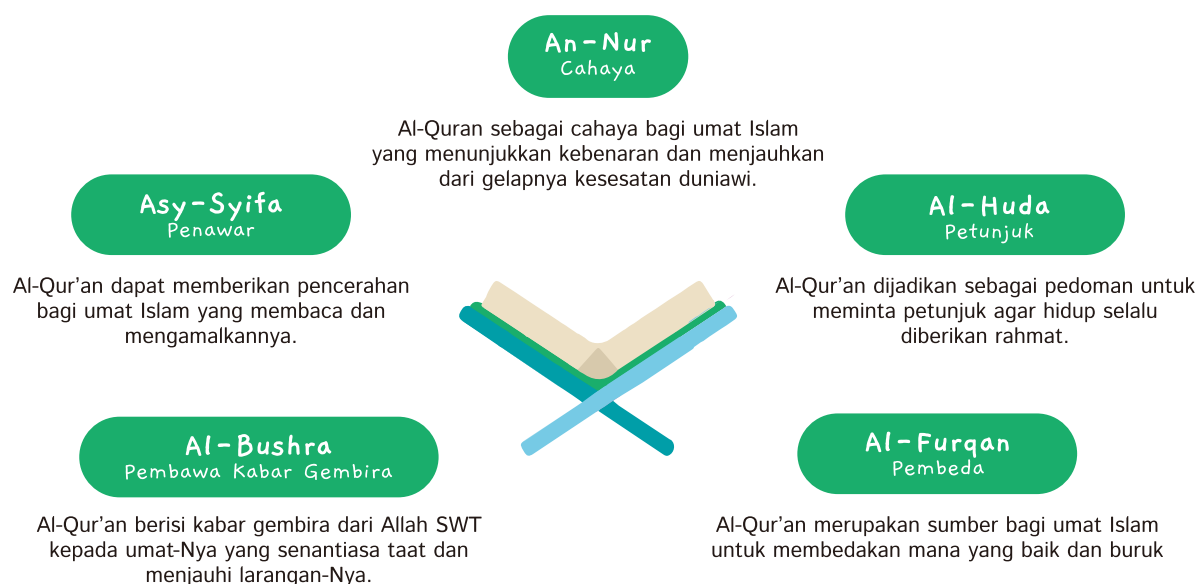 An-Nur
Cahaya
Al-Quran sebagai cahaya bagi umat Islam
yang menunjukkan kebenaran dan menjauhkan
dari gelapnya kesesatan duniawi.
Asy-Syifa
Penawar
Al-Qur’an dapat memberikan pencerahan
bagi umat Islam yang membaca dan
mengamalkannya.
Al-Huda
Petunjuk
Al-Qur’an dijadikan sebagai pedoman untuk
meminta petunjuk agar hidup selalu
diberikan rahmat.
Al-Bushra
Pembawa Kabar Gembira
Al-Qur’an berisi kabar gembira dari Allah SWT
kepada umat-Nya yang senantiasa taat dan
menjauhi larangan-Nya.
Al-Furqan
Pembeda
Al-Qur’an merupakan sumber bagi umat Islam
untuk membedakan mana yang baik dan buruk